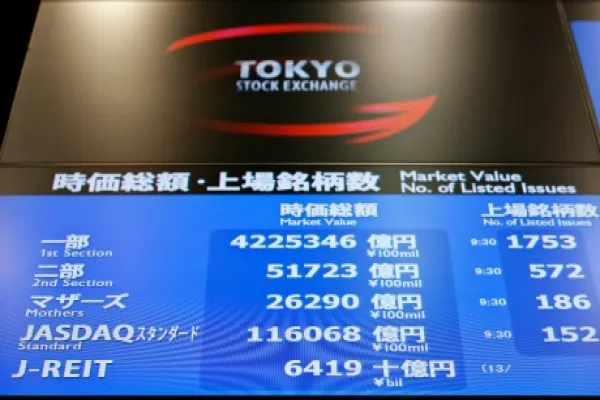 TOKYO
STOCK EXCHANGE
時価総額・上場銘柄数 Market Value
No. of Listed Issues
時価総額 上場銘柄数
Market Value No. of Listed Issues
一部 4225346 億円 9:30 1753
1st Section ¥100mil
二部 51723 億円 9:30 572
2nd Section ¥100mil
マザーズ 26290 億円 9:30 186
Mothers ¥100mil
JASDAQスタンダード 116068 億円 9:30 152
Standard ¥100mil
J-REIT 6419 十億円 (13/
¥bil